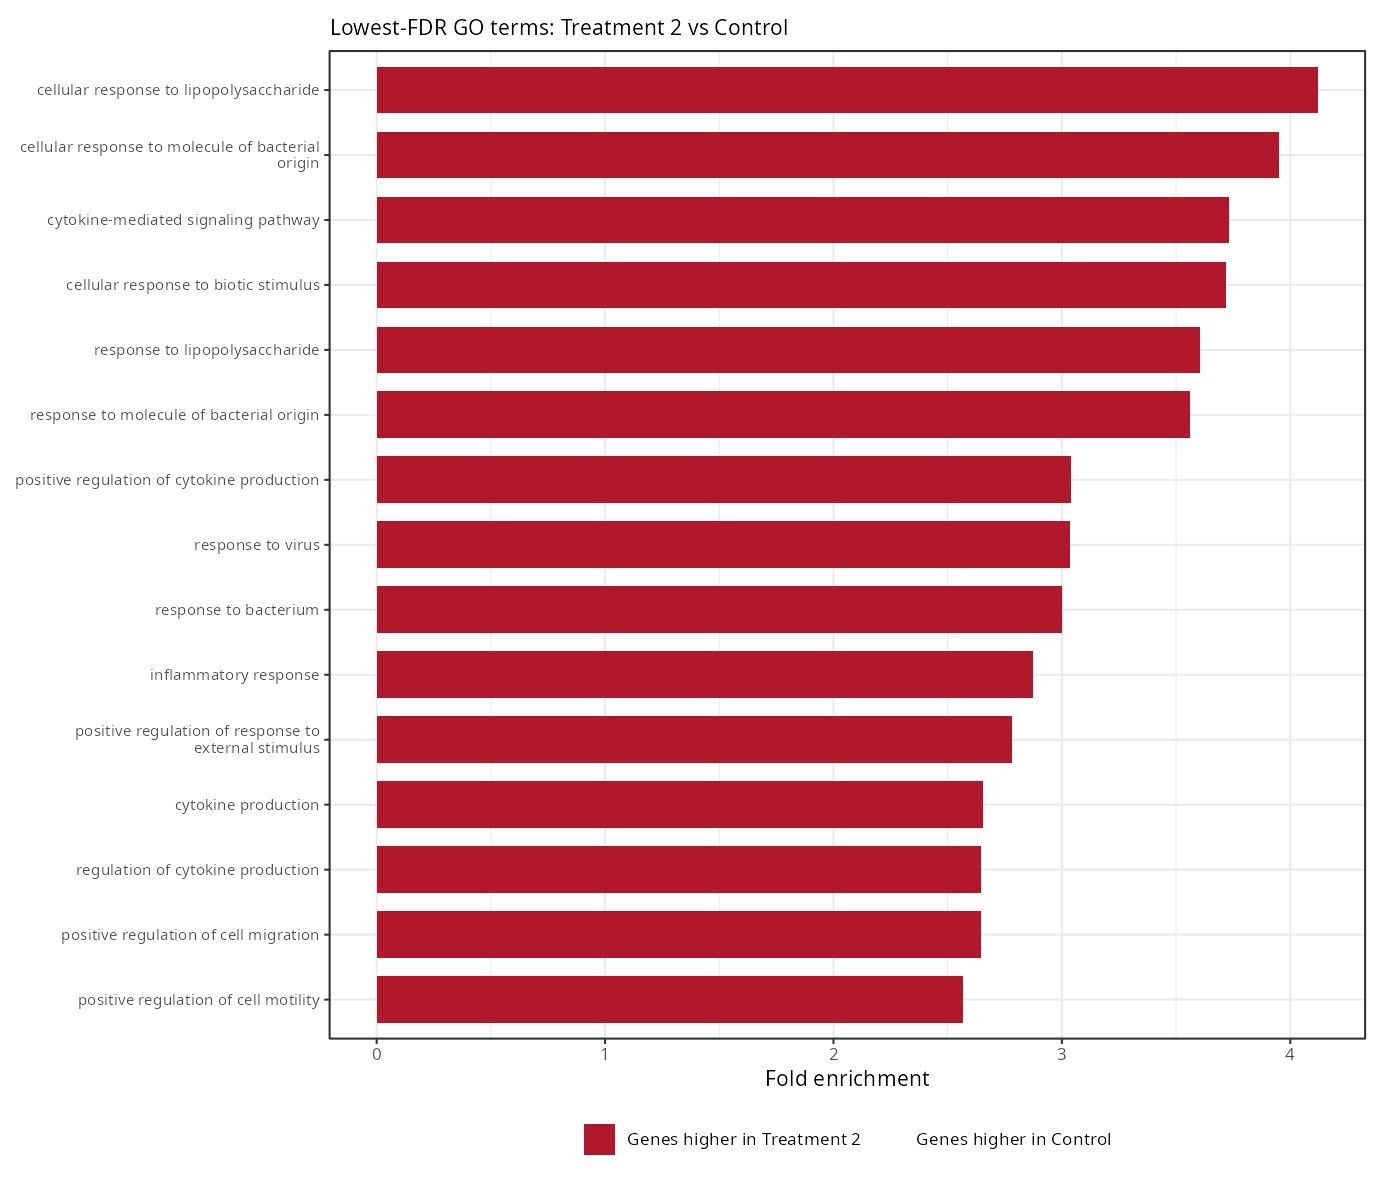 Lowest-FDR GO terms: Treatment 2 vs Control
cellular response to lipopolysaccharide
cellular response to molecule of bacterial
origin
cytokine-mediated signaling pathway
cellular response to biotic stimulus
response to lipopolysaccharide
response to molecule of bacterial origin
positive regulation of cytokine production
response to virus
response to bacterium
inflammatory response
positive regulation of response to
external stimulus
cytokine production
regulation of cytokine production
positive regulation of cell migration
positive regulation of cell motility
0 1 2 3 4
Fold enrichment
Genes higher in Treatment 2 Genes higher in Control